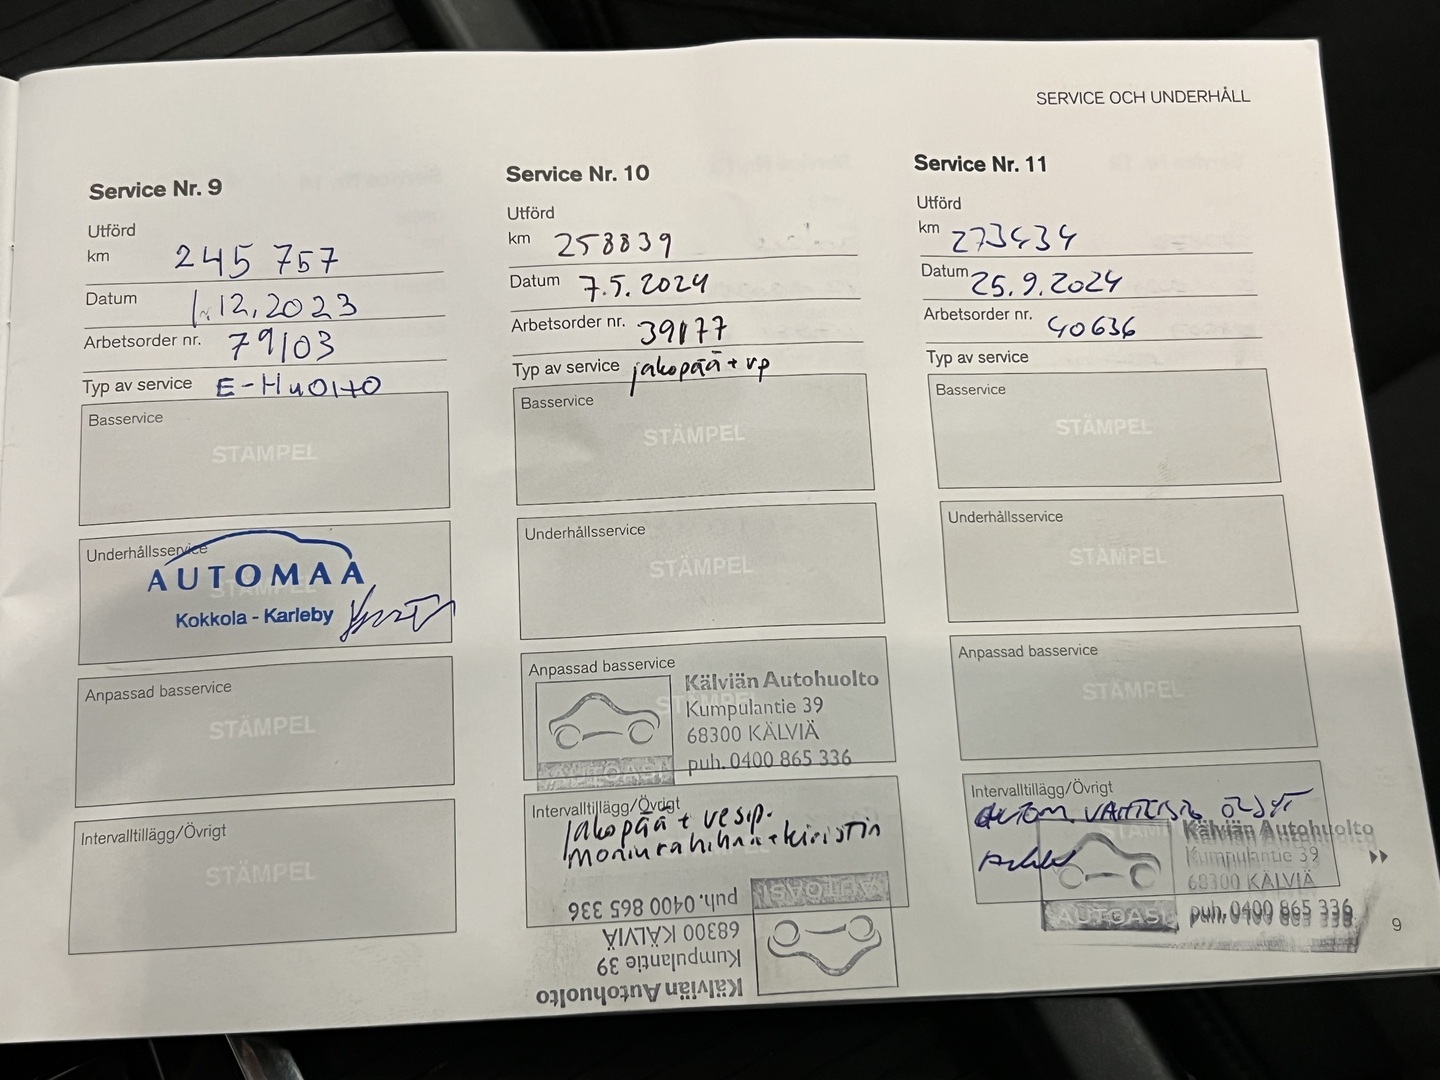 SERVICE OCH UNDERHÅLL
Service Nr. 9
Utförd
km 245 757
Datum 1.12.2023
Arbetsorder nr. 79103
Typ av service E-Huolto
Basservice
STÄMPEL
Underhållsservice
AUTOMAA
Kokkola - Karleby
Anpassad basservice
STÄMPEL
Intervalltillägg/Övrigt
STÄMPEL
Service Nr. 10
Utförd
km 258839
Datum 7.5.2024
Arbetsorder nr. 39177
Typ av service jakopää + vp
Basservice
STÄMPEL
Underhållsservice
STÄMPEL
Anpassad basservice
Kälviän Autohuolto
Kumpulantie 39
68300 KÄLVIÄ
puh. 0400 865 336
AUTOASI
Intervalltillägg/Övrigt
Jakopää + vesip.
moniurahihna+kiristin
AUTOASI
puh. 0400 865 336
68300 KÄLVIÄ
Kumpulantie 39
Kälviän Autohuolto
Service Nr. 11
Utförd
km 273434
Datum 25.9.2024
Arbetsorder nr. 40636
Typ av service
Basservice
STÄMPEL
Underhållsservice
STÄMPEL
Anpassad basservice
STÄMPEL
Intervalltillägg/Övrigt
Kälviän Autohuolto
Kumpulantie 39
68300 KÄLVIÄ
AUTOASI puh. 0400 865 336
9